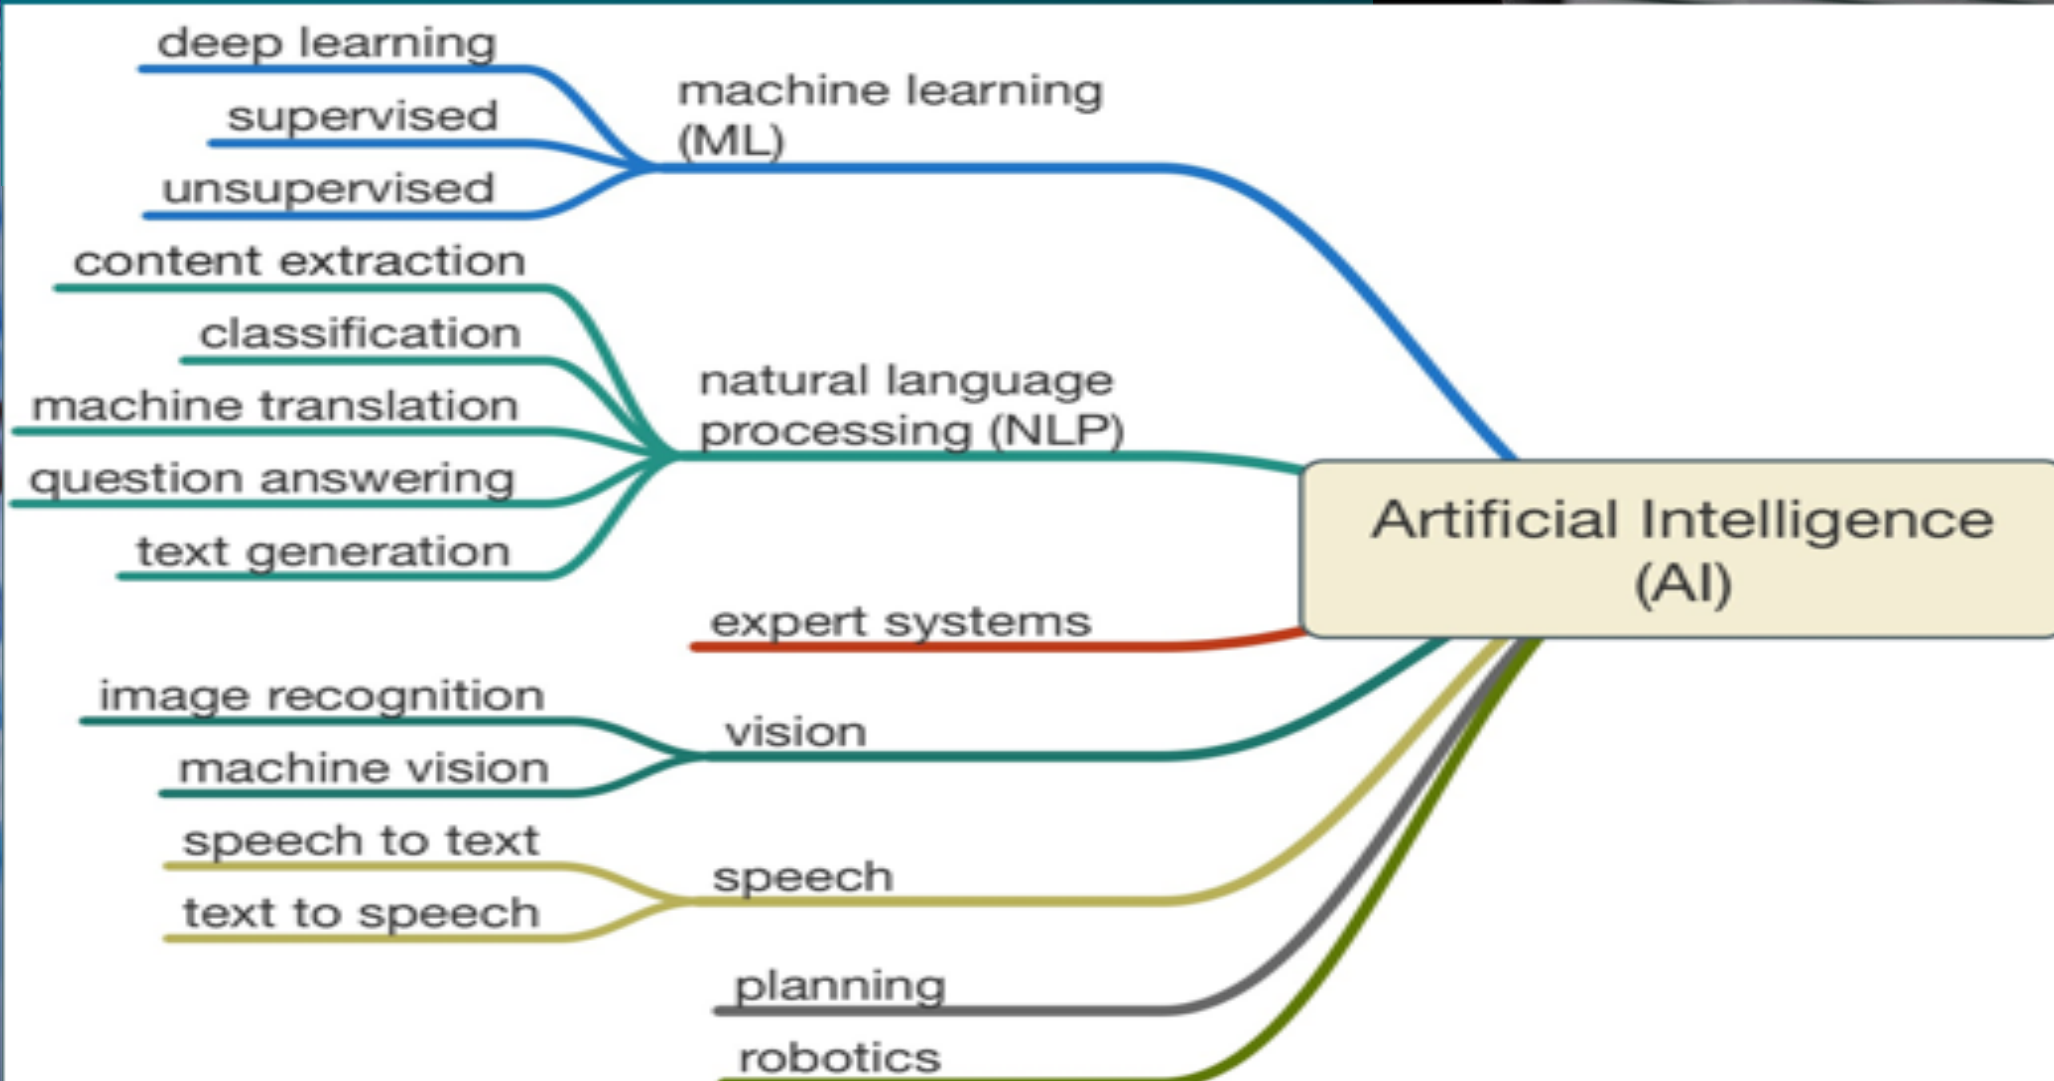 deep learning
supervised
unsupervised
machine learning
(ML)
content extraction
classification
machine translation
question answering
text generation
natural language
processing (NLP)
expert systems
image recognition
machine vision
vision
speech to text
text to speech
speech
planning
robotics
Artificial Intelligence
(AI)